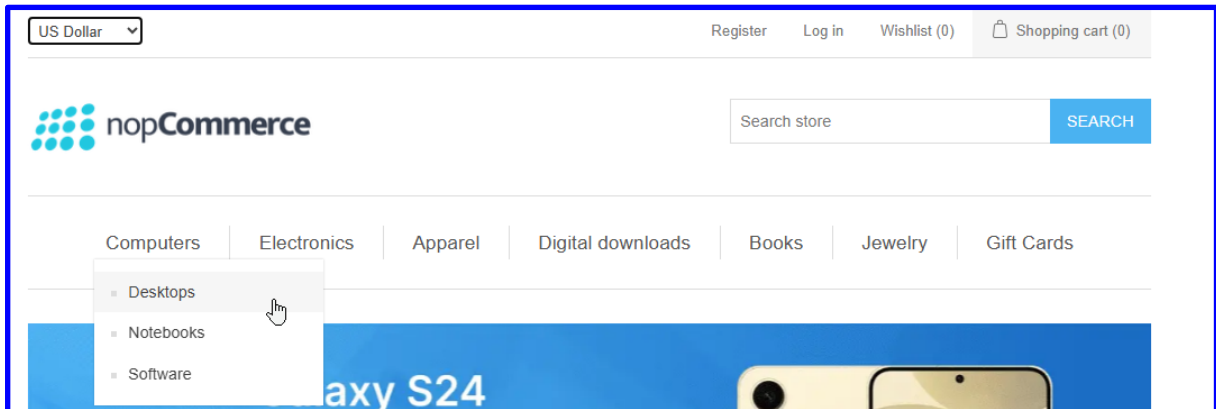 US Dollar
Register Log in Wishlist (0) Shopping cart (0)
nopCommerce
Search store SEARCH
Computers Electronics Apparel Digital downloads Books Jewelry Gift Cards
Desktops
Notebooks
Software
S24